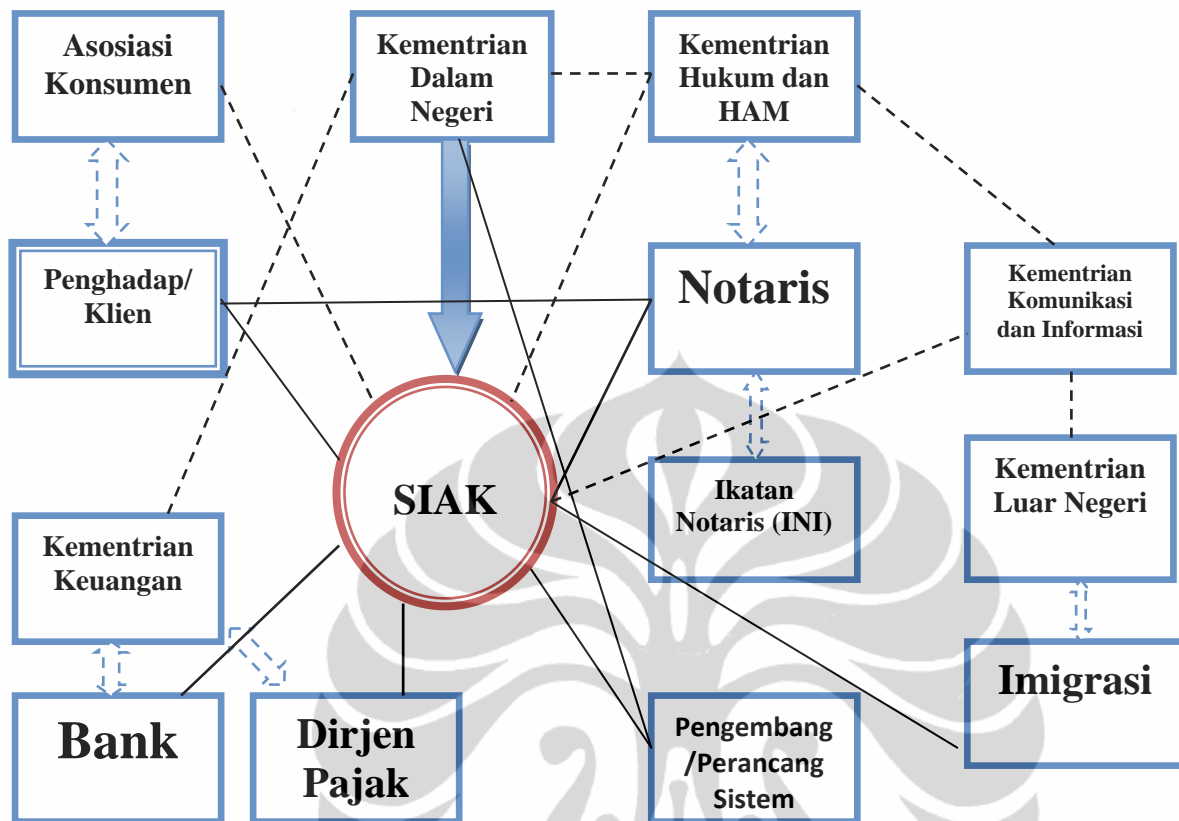 Asosiasi
Konsumen
Kementrian
Dalam
Negeri
Kementrian
Hukum dan
HAM
Penghadap/
Klien
Notaris
Kementrian
Komunikasi
dan Informasi
SIAK
Ikatan
Notaris (INI)
Kementrian
Luar Negeri
Kementrian
Keuangan
Bank
Dirjen
Pajak
Pengembang
/Perancang
Sistem
Imigrasi